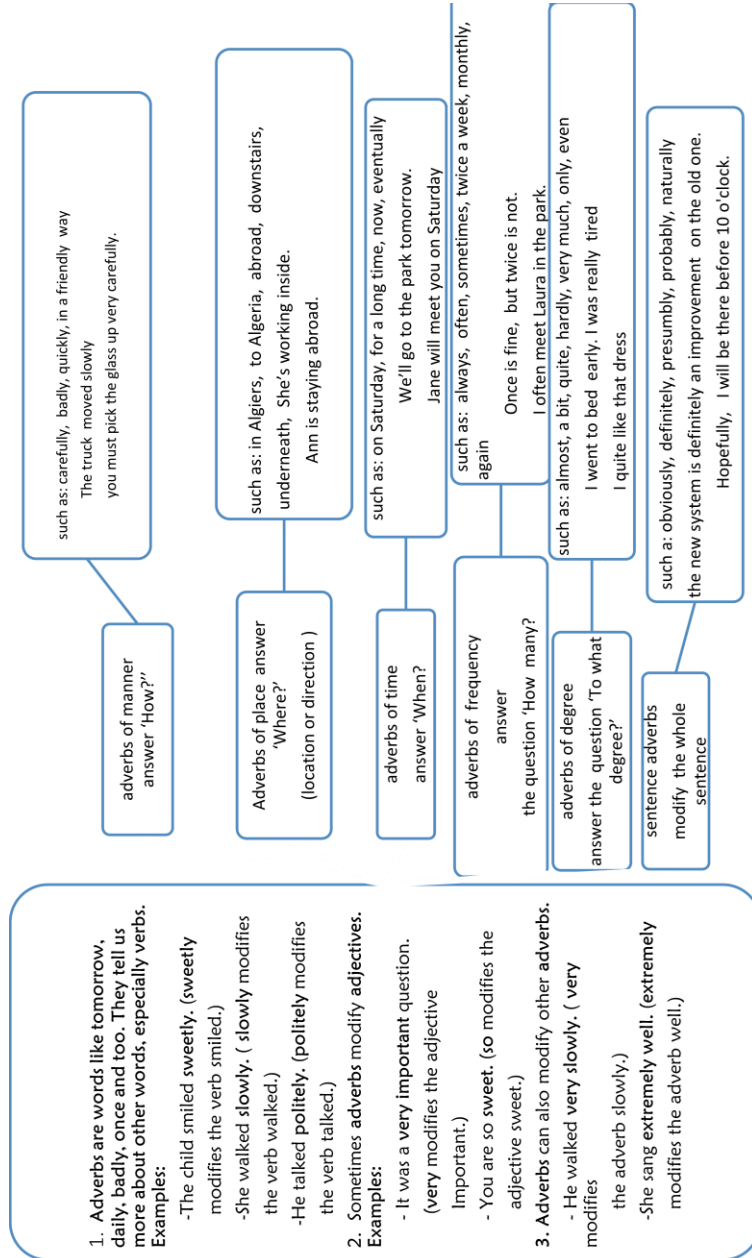 1. Adverbs are words like tomorrow,
daily, badly, once and too. They tell us
more about other words, especially verbs.
Examples:
-The child smiled sweetly. (sweetly
modifies the verb smiled.)
-She walked slowly. ( slowly modifies
the verb walked.)
-He talked politely. (politely modifies
the verb talked.)
2. Sometimes adverbs modify adjectives.
Examples:
- It was a very important question.
(very modifies the adjective
Important.)
- You are so sweet. (so modifies the
adjective sweet.)
3. Adverbs can also modify other adverbs.
- He walked very slowly. ( very
modifies
the adverb slowly.)
-She sang extremely well. (extremely
modifies the adverb well.)
adverbs of manner
answer ‘How?’’
such as: carefully, badly, quickly, in a friendly way
The truck moved slowly
you must pick the glass up very carefully.
Adverbs of place answer
‘Where?’
(location or direction )
such as: in Algiers, to Algeria, abroad, downstairs,
underneath, She’s working inside.
Ann is staying abroad.
adverbs of time
answer ‘When?
such as: on Saturday, for a long time, now, eventually
We’ll go to the park tomorrow.
Jane will meet you on Saturday
adverbs of frequency
answer
the question ‘How many?
such as: always, often, sometimes, twice a week, monthly,
again
Once is fine, but twice is not.
I often meet Laura in the park.
adverbs of degree
answer the question ‘To what
degree?’
such as: almost, a bit, quite, hardly, very much, only, even
I went to bed early. I was really tired
I quite like that dress
sentence adverbs
modify the whole
sentence
such a: obviously, definitely, presumbly, probably, naturally
the new system is definitely an improvement on the old one.
Hopefully, I will be there before 10 o'clock.